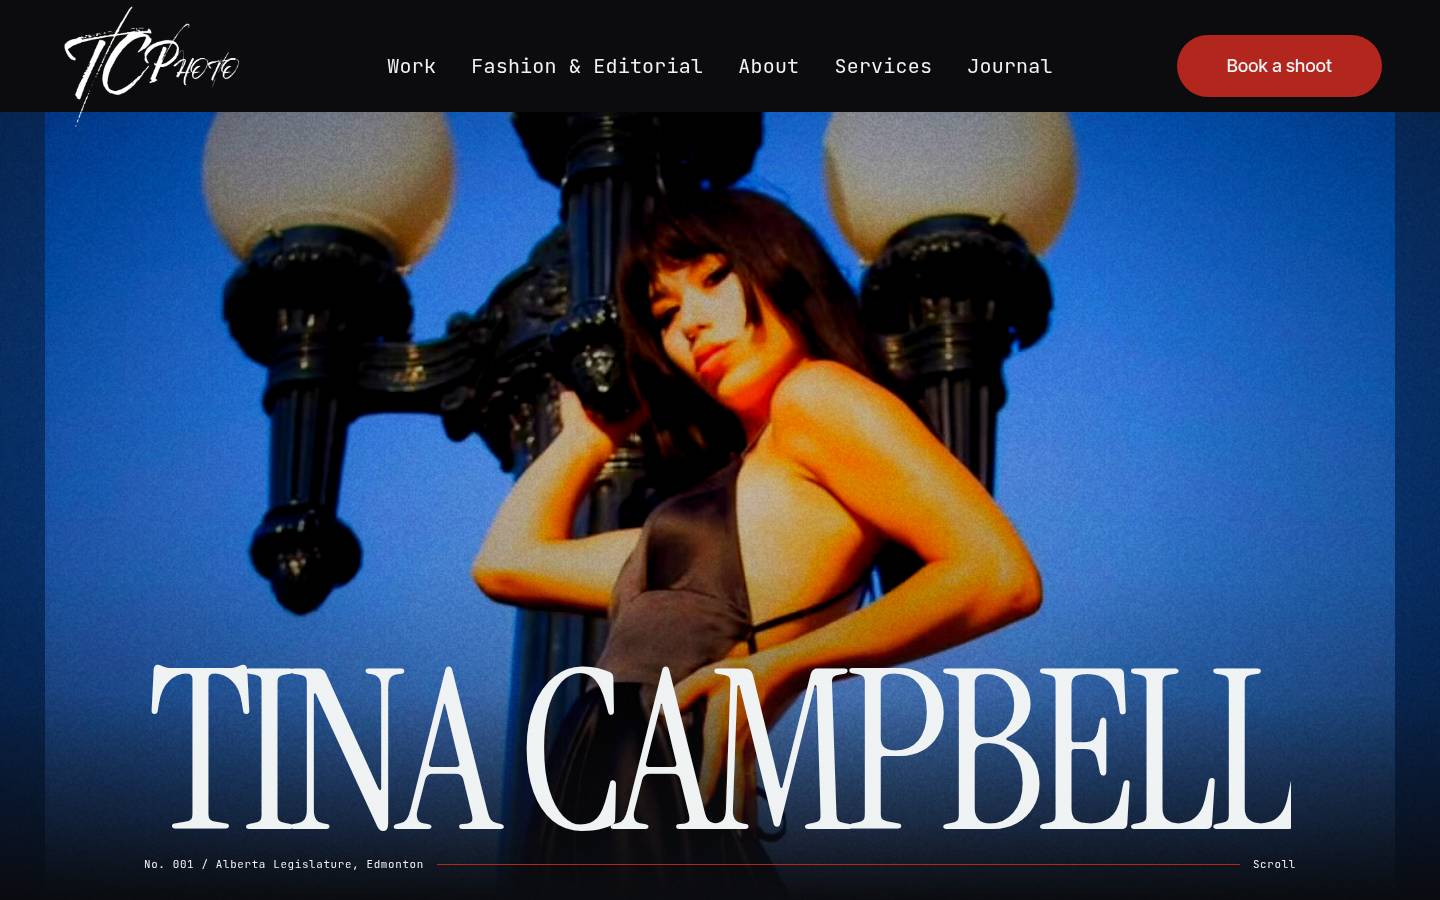 TCPHOTO
Work Fashion & Editorial About Services Journal
Book a shoot
TINA CAMPBELL
No. 001 / Alberta Legislature, Edmonton
Scroll